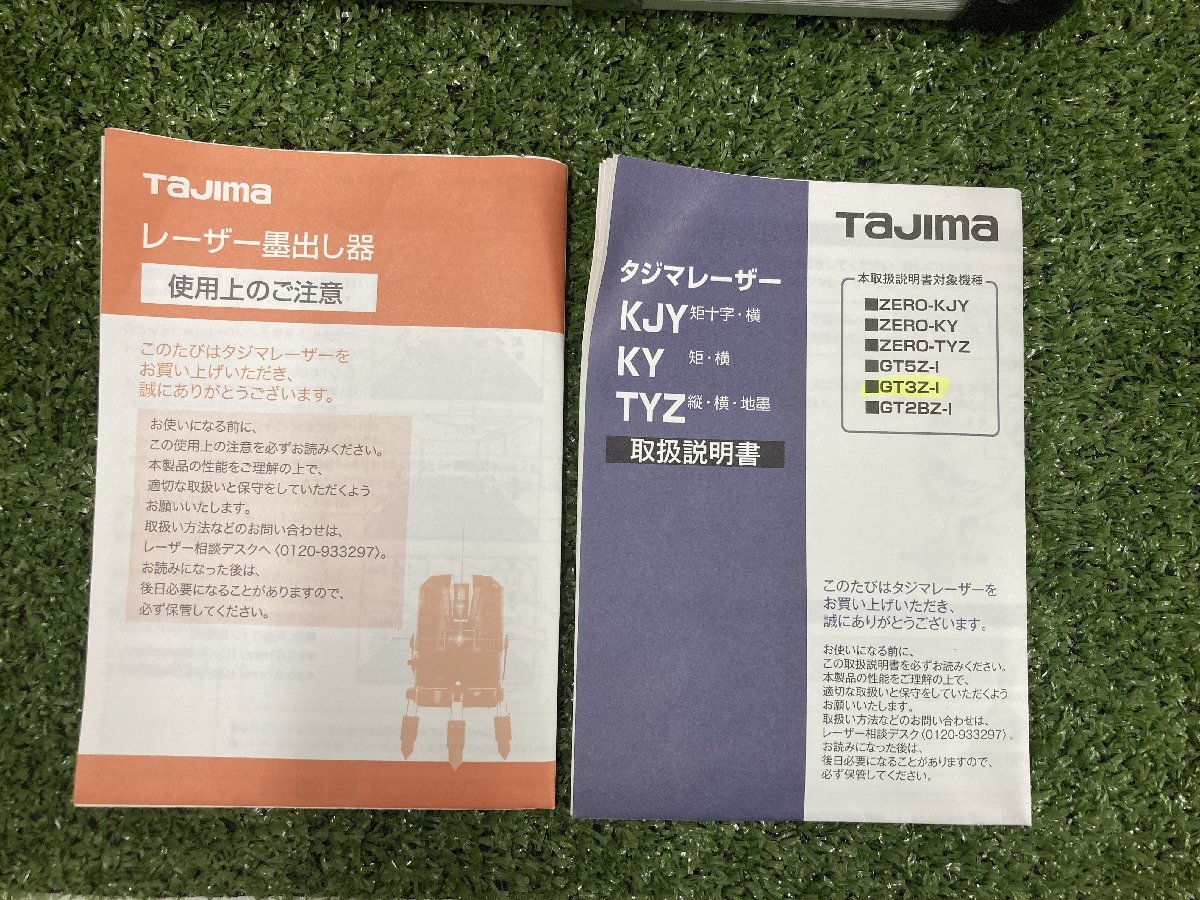 TaJIma
レーザー墨出し器
使用上のご注意
このたびはタジマレーザーを
お買い上げいただき、
誠にありがとうございます。
お使いになる前に、
この使用上の注意を必ずお読みください。
本製品の性能をご理解の上で、
適切な取扱いと保守をしていただくよう
お願いいたします。
取扱い方法などのお問い合わせは、
レーザー相談デスクへ〈0120-933297〉。
お読みになった後は、
後日必要になることがありますので、
必ず保管してください。
タジマレーザー
KJY 矩十字・横
KY 矩・横
TYZ 縦・横・地墨
取扱説明書
TaJIma
本取扱説明書対象機種
■ZERO-KJY
■ZERO-KY
■ZERO-TYZ
■GT5Z-I
■GT3Z-I
■GT2BZ-I
このたびはタジマレーザーを
お買い上げいただき、
誠にありがとうございます。
お使いになる前に、
この取扱説明書を必ずお読みください。
本製品の性能をご理解の上で、
適切な取扱いと保守をしていただくよう
お願いいたします。
取扱い方法などのお問い合わせは、
レーザー相談デスクへ〈0120-933297〉。
お読みになった後は、
後日必要になることがありますので、
必ず保管してください。